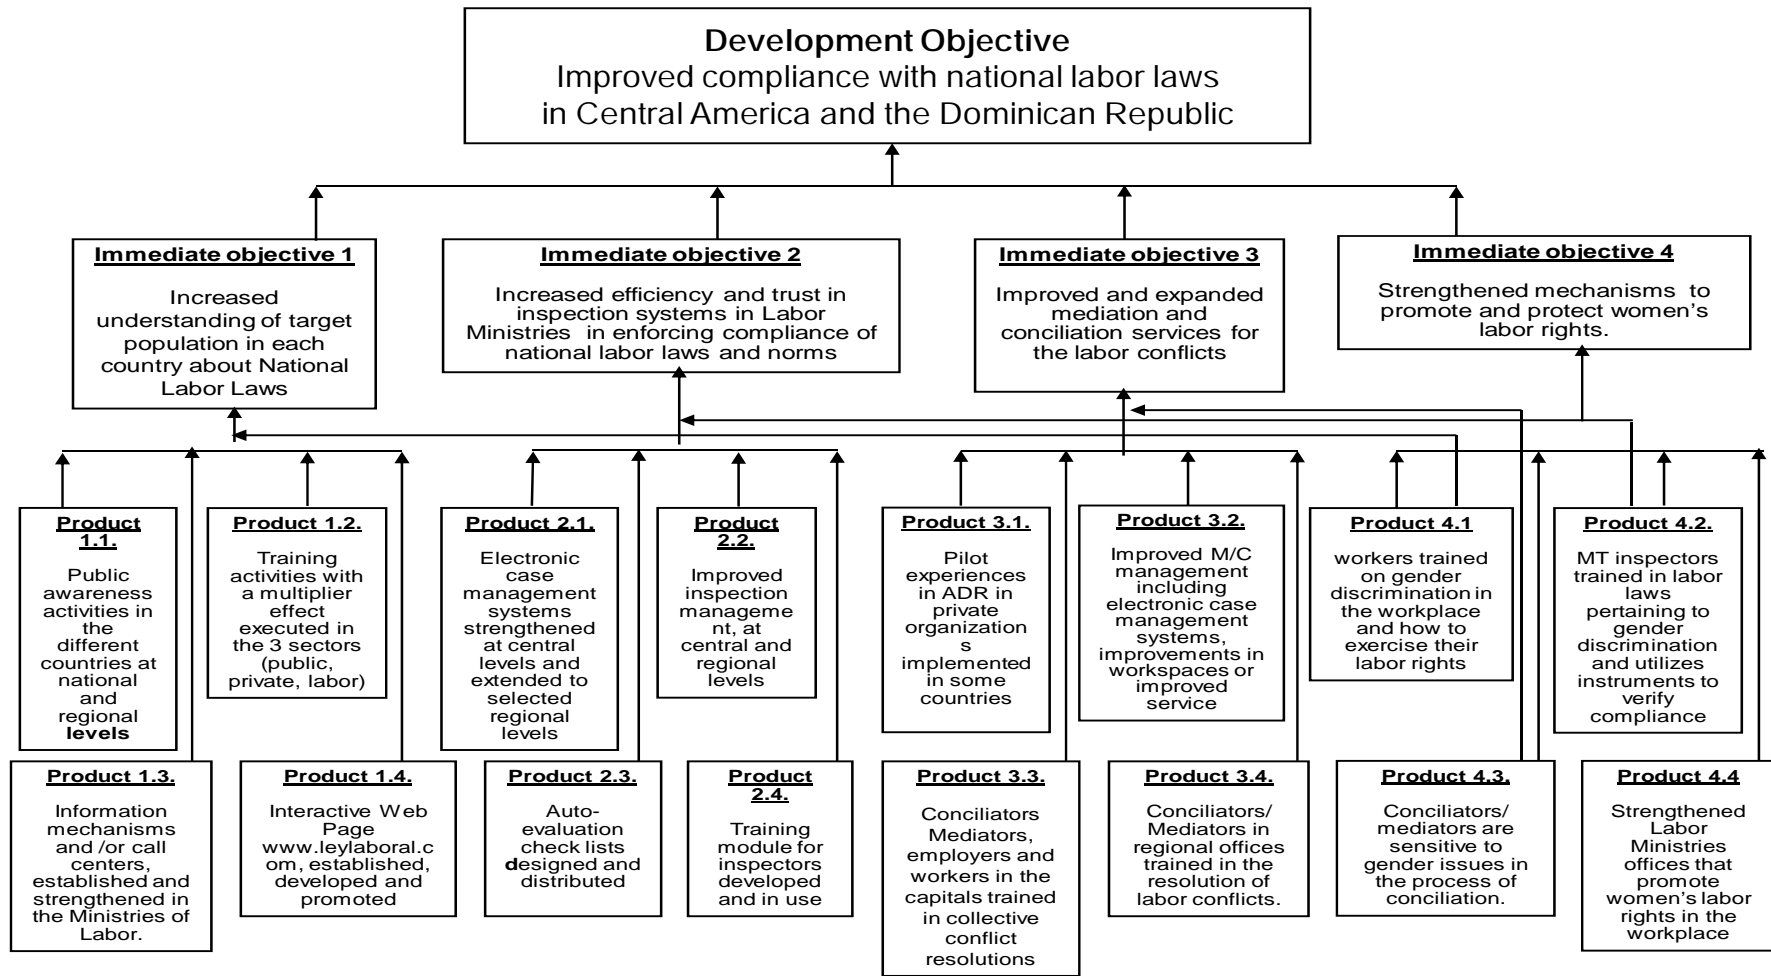 Development Objective
Improved compliance with national labor laws
in Central America and the Dominican Republic
Immediate objective 1
Increased
understanding of target
population in each
country about National
Labor Laws
Immediate objective 2
Increased efficiency and trust in
inspection systems in Labor
Ministries in enforcing compliance of
national labor laws and norms
Immediate objective 3
Improved and expanded
mediation and
conciliation services for
the labor conflicts
Immediate objective 4
Strengthened mechanisms to
promote and protect women’s
labor rights.
Product
1.1.
Public
awareness
activities in
the
different
countries at
national
and
regional
levels
Product 1.2.
Training
activities with
a multiplier
effect
executed in
the 3 sectors
(public,
private, labor)
Product 2.1.
Electronic
case
management
systems
strengthened
at central
levels and
extended to
selected
regional
levels
Product
2.2.
Improved
inspection
manageme
nt, at
central and
regional
levels
Product 3.1.
Pilot
experiences
in ADR in
private
organization
s
implemented
in some
countries
Product 3.2.
Improved M/C
management
including
electronic case
management
systems,
improvements in
workspaces or
improved
service
Product 4.1
workers trained
on gender
discrimination in
the workplace
and how to
exercise their
labor rights
Product 4.2.
MT inspectors
trained in labor
laws
pertaining to
gender
discrimination
and utilizes
instruments to
verify
compliance
Product 1.3.
Information
mechanisms
and /or call
centers,
established and
strengthened in
the Ministries of
Labor.
Product 1.4.
Interactive Web
Page
www.leylaboral.c
om, established,
developed and
promoted
Product 2.3.
Auto-
evaluation
check lists
designed and
distributed
Product
2.4.
Training
module for
inspectors
developed
and in use
Product 3.3.
Conciliators
Mediators,
employers and
workers in the
capitals trained
in collective
conflict
resolutions
Product 3.4.
Conciliators/
Mediators in
regional offices
trained in the
resolution of
labor conflicts.
Product 4.3.
Conciliators/
mediators are
sensitive to
gender issues in
the process of
conciliation.
Product 4.4
Strengthened
Labor
Ministries
offices that
promote
women’s labor
rights in the
workplace